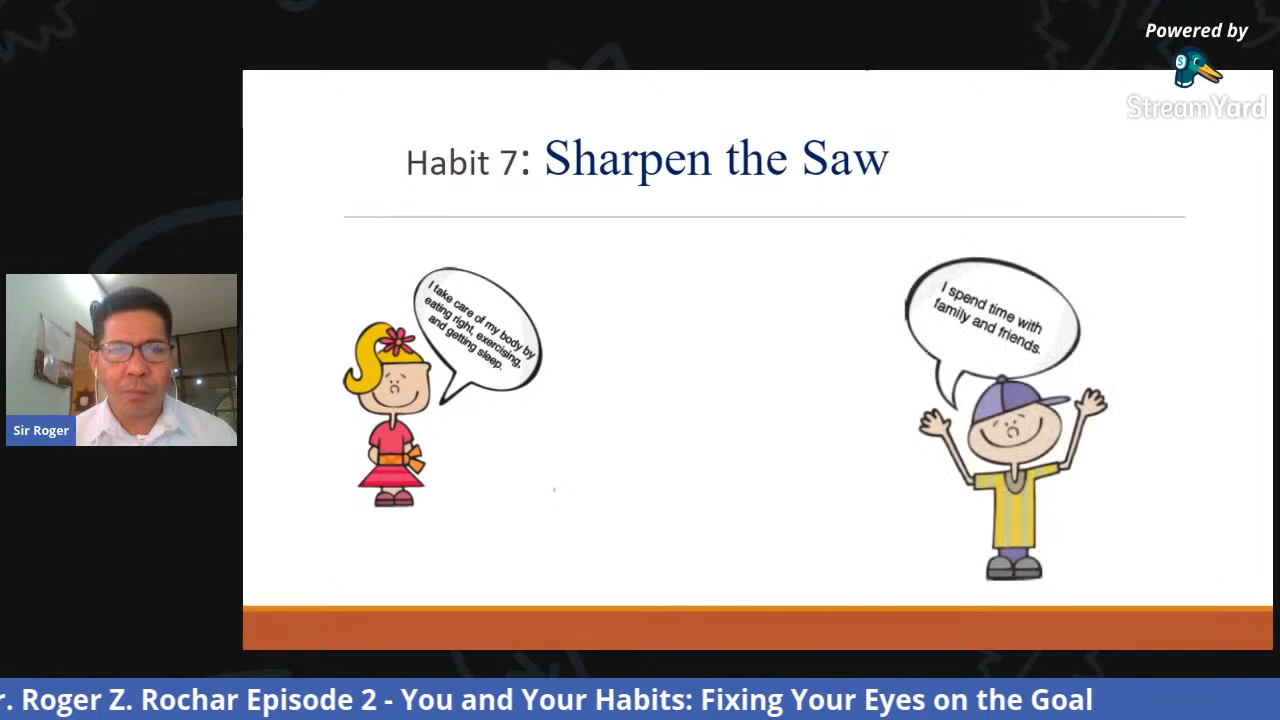 Powered by
StreamYard
Habit 7: Sharpen the Saw
I take care of my body by
eating right, exercising,
and getting sleep.
I spend time with
family and friends.
Sir Roger
r. Roger Z. Rochar Episode 2 - You and Your Habits: Fixing Your Eyes on the Goal